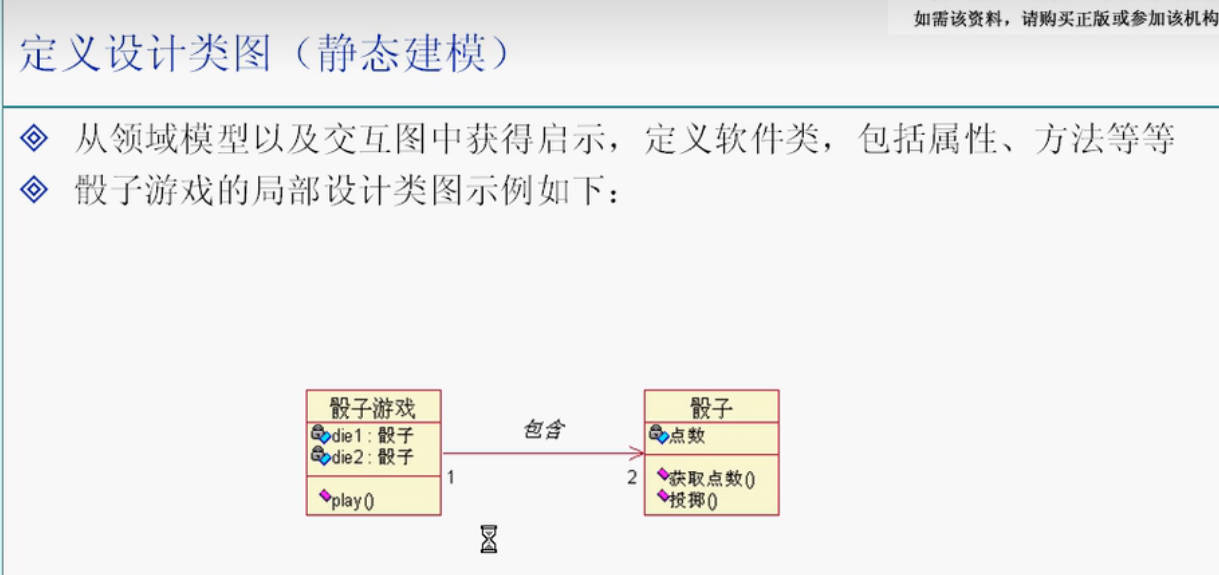 如需该资料，请购买正版或参加该机构
定义设计类图（静态建模）
从领域模型以及交互图中获得启示，定义软件类，包括属性、方法等等
骰子游戏的局部设计类图示例如下：
骰子游戏
die1 : 骰子
die2 : 骰子
play()
包含
1
2
骰子
点数
获取点数()
投掷()